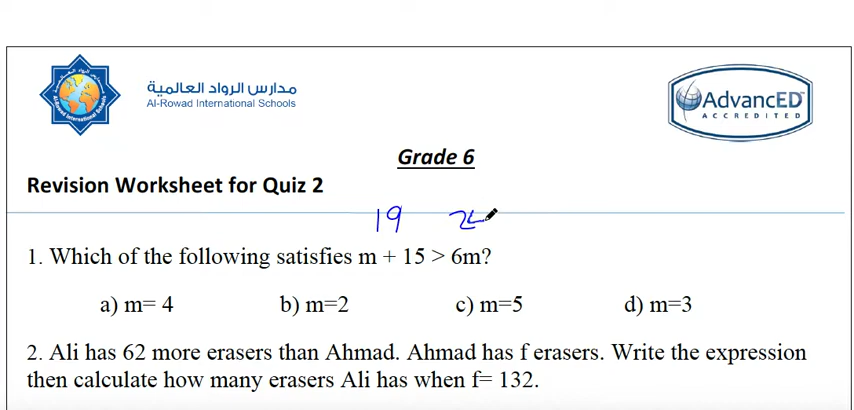 مدارس الرواد العالمية
Al-Rowad International Schools
AdvancED™
ACCREDITED
Grade 6
Revision Worksheet for Quiz 2
19
1. Which of the following satisfies m + 15 > 6m?
a) m= 4 b) m=2 c) m=5 d) m=3
2. Ali has 62 more erasers than Ahmad. Ahmad has f erasers. Write the expression
then calculate how many erasers Ali has when f= 132.